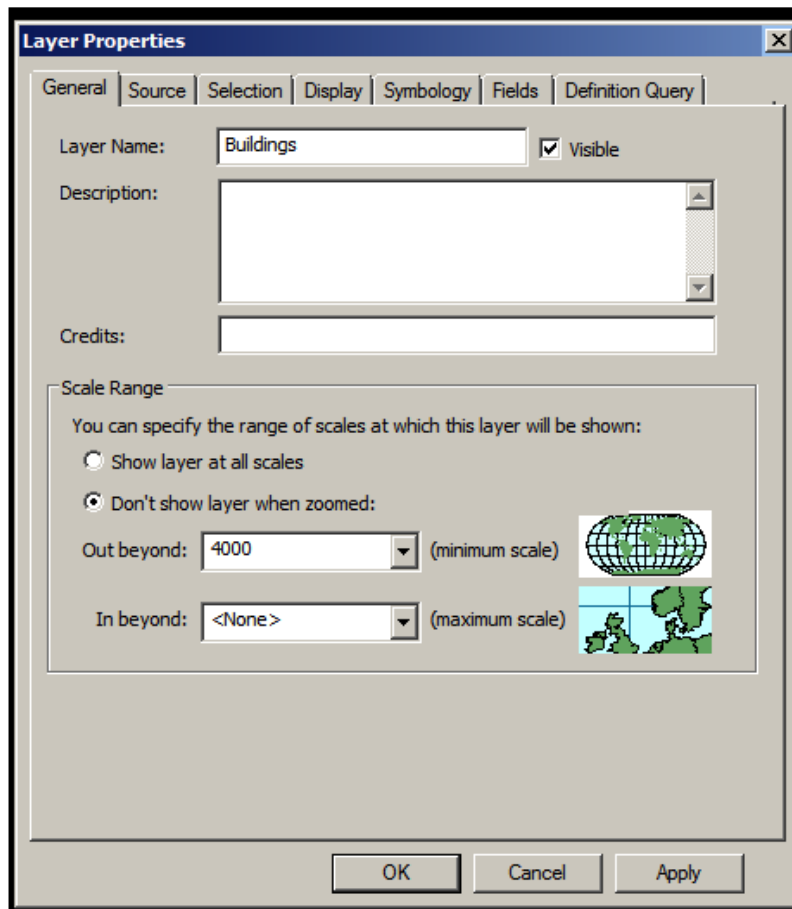 Layer Properties
General Source Selection Display Symbology Fields Definition Query
Layer Name: Buildings Visible
Description:
Credits:
Scale Range
You can specify the range of scales at which this layer will be shown:
Show layer at all scales
Don't show layer when zoomed:
Out beyond: 4000 (minimum scale)
In beyond: <None> (maximum scale)
OK Cancel Apply